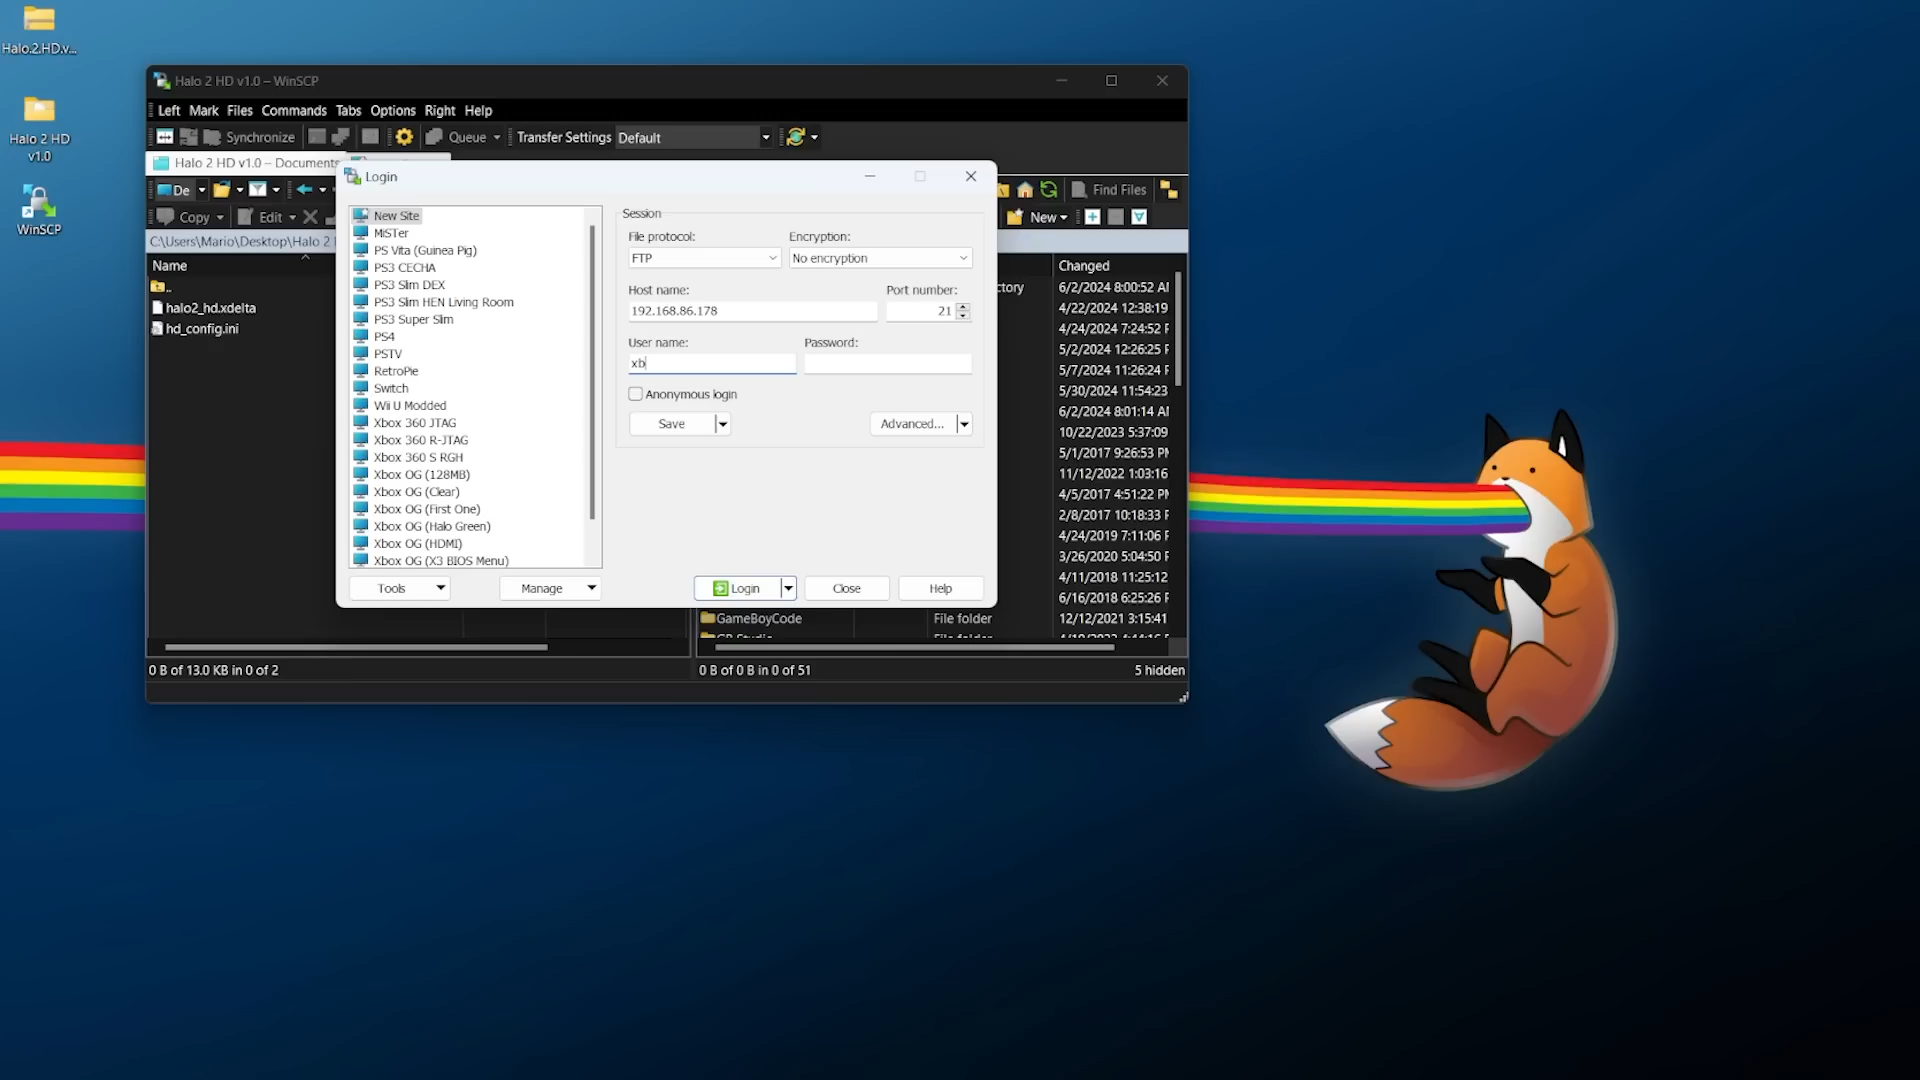 Halo.2.HD.v...
Halo 2 HD
v1.0
WinSCP
Halo 2 HD v1.0 – WinSCP
Left Mark Files Commands Tabs Options Right Help
Synchronize Queue Transfer Settings Default
Halo 2 HD v1.0 – Documents
De Find Files
Copy Edit New
C:\Users\Mario\Desktop\Halo 2
Name
..
halo2_hd.xdelta
hd_config.ini
Login
New Site
MiSTer
PS Vita (Guinea Pig)
PS3 CECHA
PS3 Slim DEX
PS3 Slim HEN Living Room
PS3 Super Slim
PS4
PSTV
RetroPie
Switch
Wii U Modded
Xbox 360 JTAG
Xbox 360 R-JTAG
Xbox 360 S RGH
Xbox OG (128MB)
Xbox OG (Clear)
Xbox OG (First One)
Xbox OG (Halo Green)
Xbox OG (HDMI)
Xbox OG (X3 BIOS Menu)
Tools Manage
Session
File protocol: Encryption:
FTP No encryption
Host name: Port number:
192.168.86.178 21
User name: Password:
xb
Anonymous login
Save Advanced...
Login Close Help
Changed
ctory 6/2/2024 8:00:52 AM
4/22/2024 12:38:19
4/24/2024 7:24:52 P
5/2/2024 12:26:25 P
5/7/2024 11:26:24 P
5/30/2024 11:54:23
6/2/2024 8:01:14 AM
10/22/2023 5:37:09
5/1/2017 9:26:53 PM
11/12/2022 1:03:16
4/5/2017 4:51:22 PM
2/8/2017 10:18:33 P
4/24/2019 7:11:06 P
3/26/2020 5:04:50 P
4/11/2018 11:25:12
6/16/2018 6:25:26 P
GameBoyCode File folder 12/12/2021 3:15:41
GB Studio File folder
0 B of 13.0 KB in 0 of 2
0 B of 0 B in 0 of 51
5 hidden